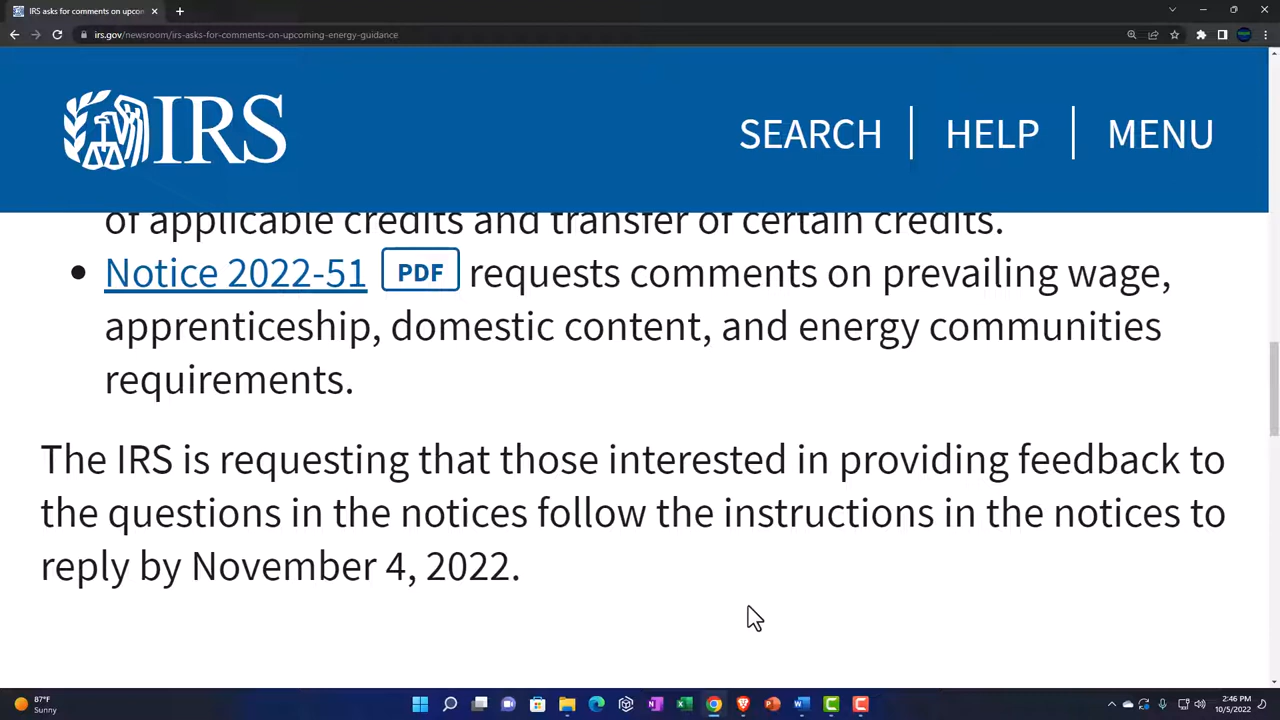 IRS asks for comments on upcon
irs.gov/newsroom/irs-asks-for-comments-on-upcoming-energy-guidance
IRS
SEARCH
HELP
MENU
of applicable credits and transfer of certain credits.
• Notice 2022-51 PDF requests comments on prevailing wage,
apprenticeship, domestic content, and energy communities
requirements.
The IRS is requesting that those interested in providing feedback to
the questions in the notices follow the instructions in the notices to
reply by November 4, 2022.
87°F
Sunny
2:46 PM
10/5/2022